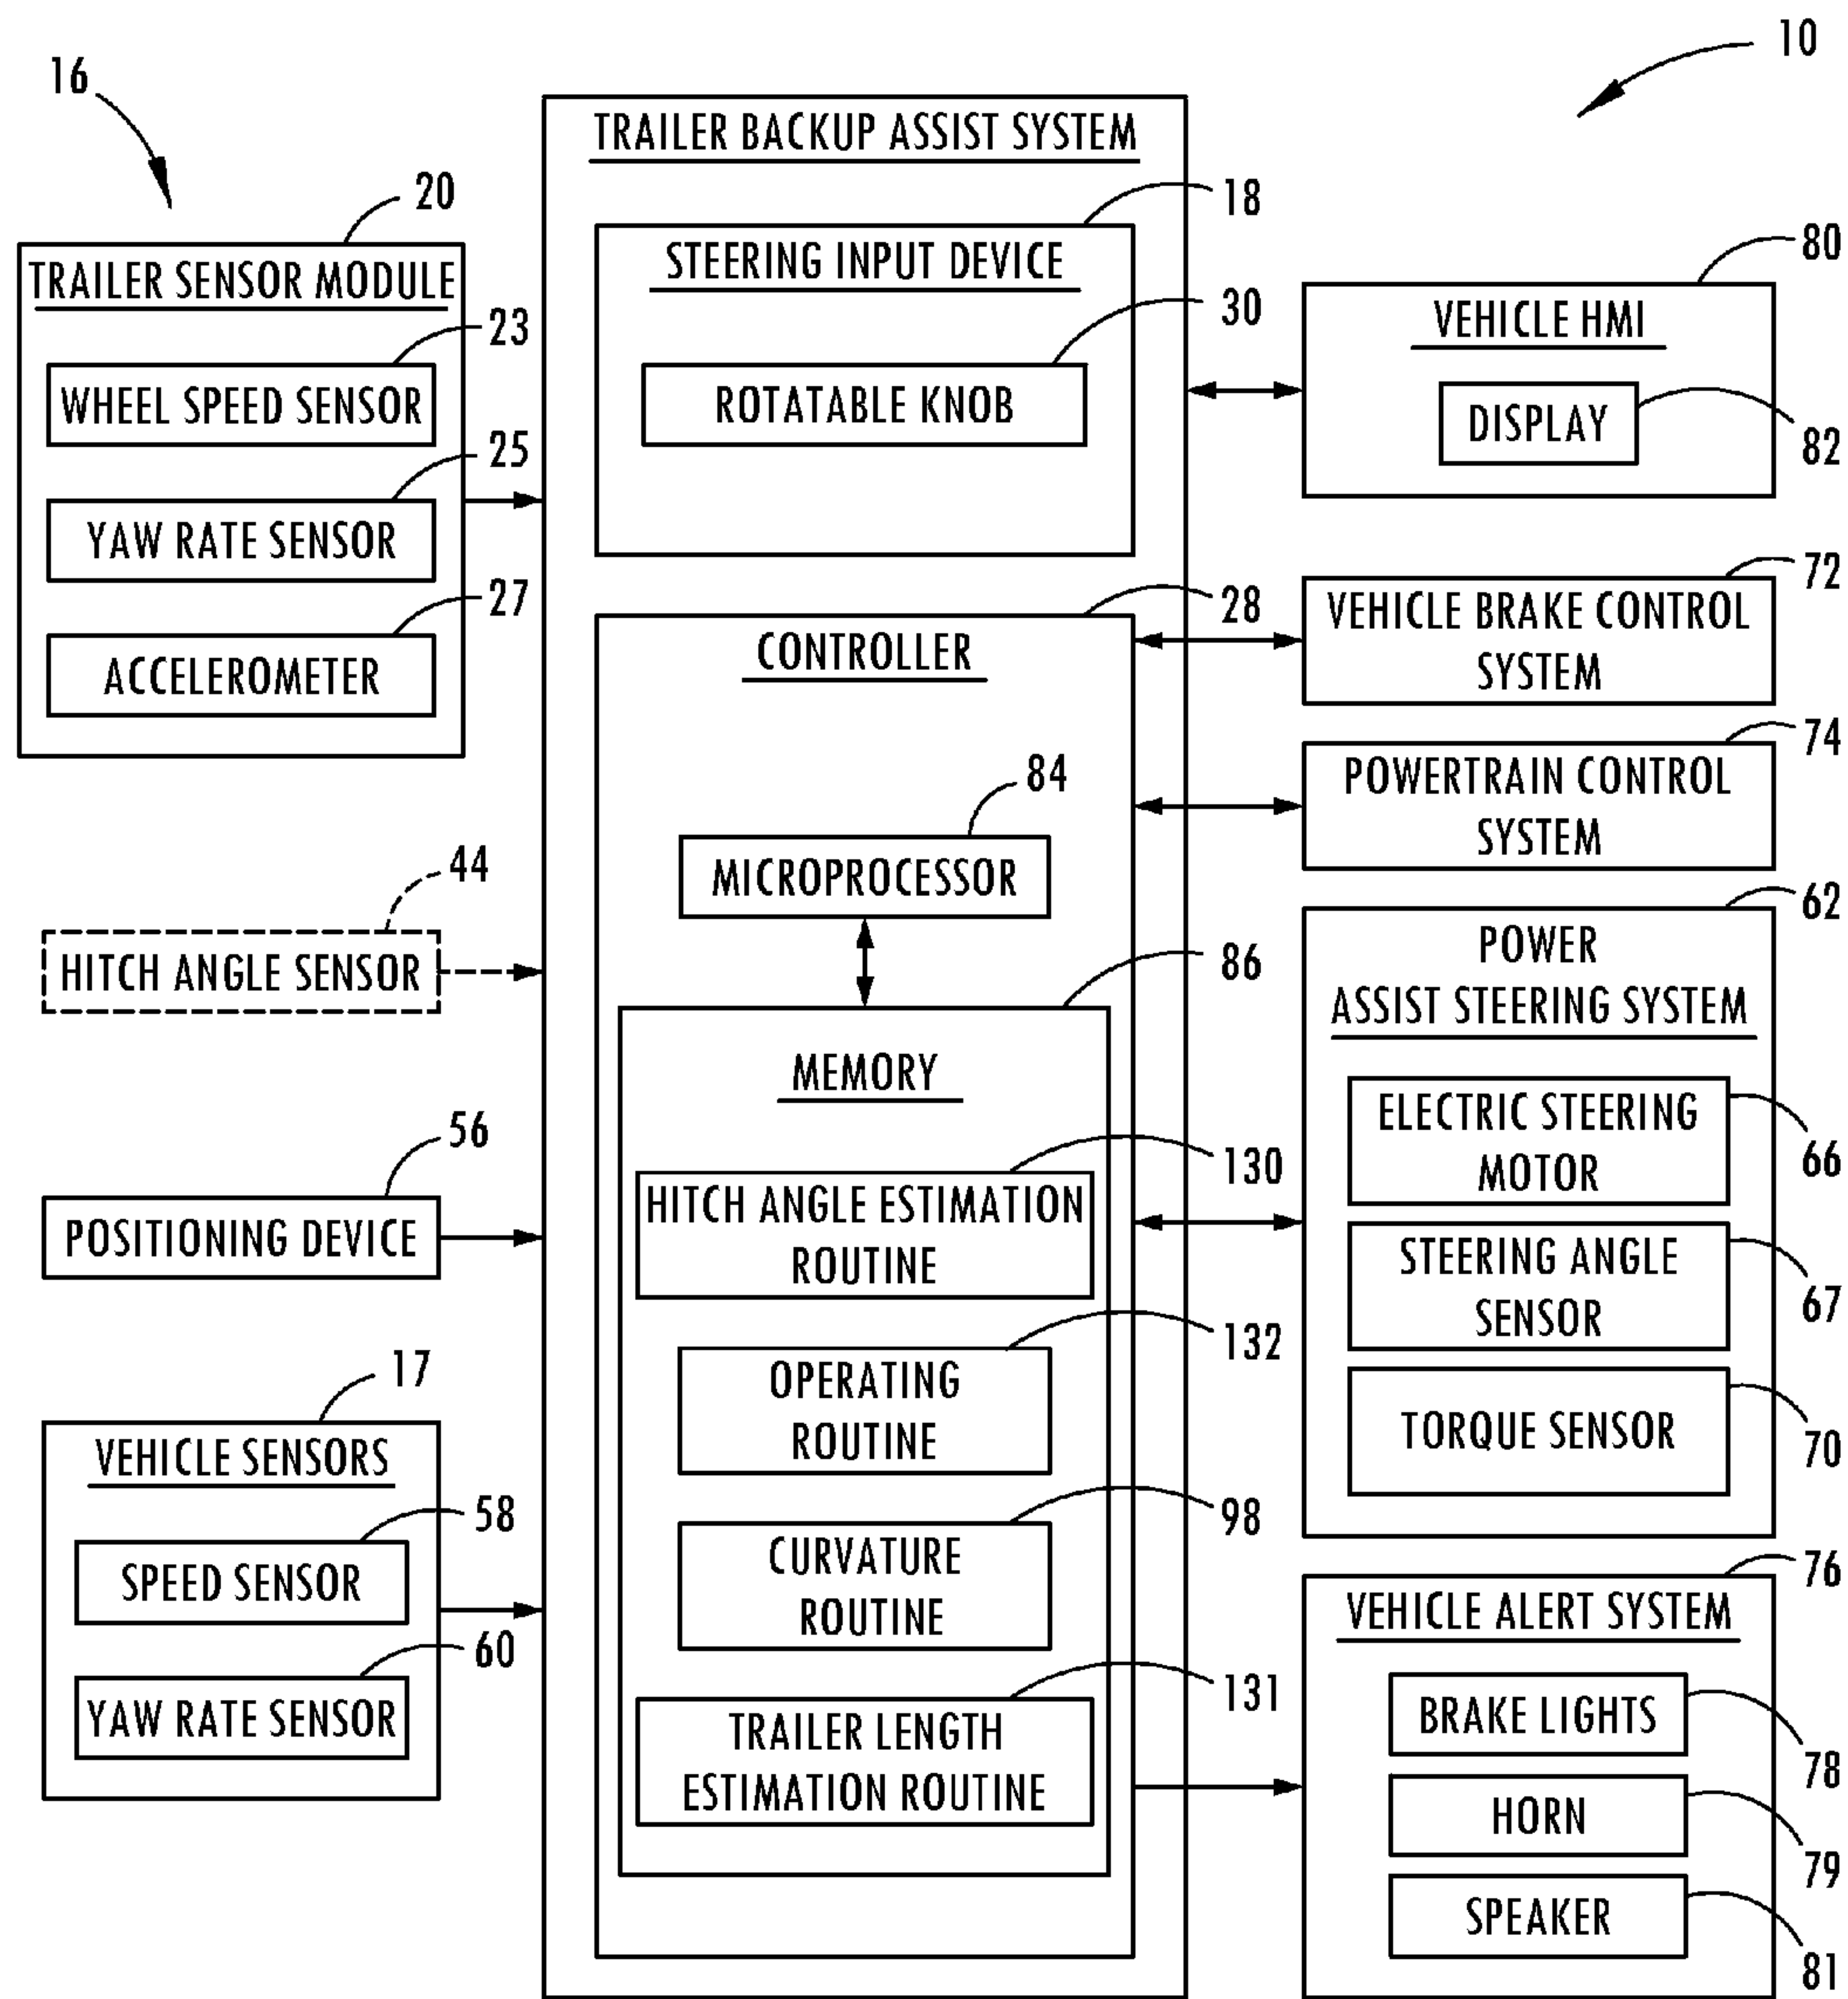 10
16
TRAILER BACKUP ASSIST SYSTEM
20
TRAILER SENSOR MODULE
23
WHEEL SPEED SENSOR
25
YAW RATE SENSOR
27
ACCELEROMETER
44
HITCH ANGLE SENSOR
56
POSITIONING DEVICE
17
VEHICLE SENSORS
58
SPEED SENSOR
60
YAW RATE SENSOR
18
STEERING INPUT DEVICE
30
ROTATABLE KNOB
28
CONTROLLER
84
MICROPROCESSOR
86
MEMORY
130
HITCH ANGLE ESTIMATION
ROUTINE
132
OPERATING
ROUTINE
98
CURVATURE
ROUTINE
131
TRAILER LENGTH
ESTIMATION ROUTINE
80
VEHICLE HMI
DISPLAY
82
72
VEHICLE BRAKE CONTROL
SYSTEM
74
POWERTRAIN CONTROL
SYSTEM
62
POWER
ASSIST STEERING SYSTEM
ELECTRIC STEERING
MOTOR
66
STEERING ANGLE
SENSOR
67
TORQUE SENSOR
70
76
VEHICLE ALERT SYSTEM
BRAKE LIGHTS
78
HORN
79
SPEAKER
81